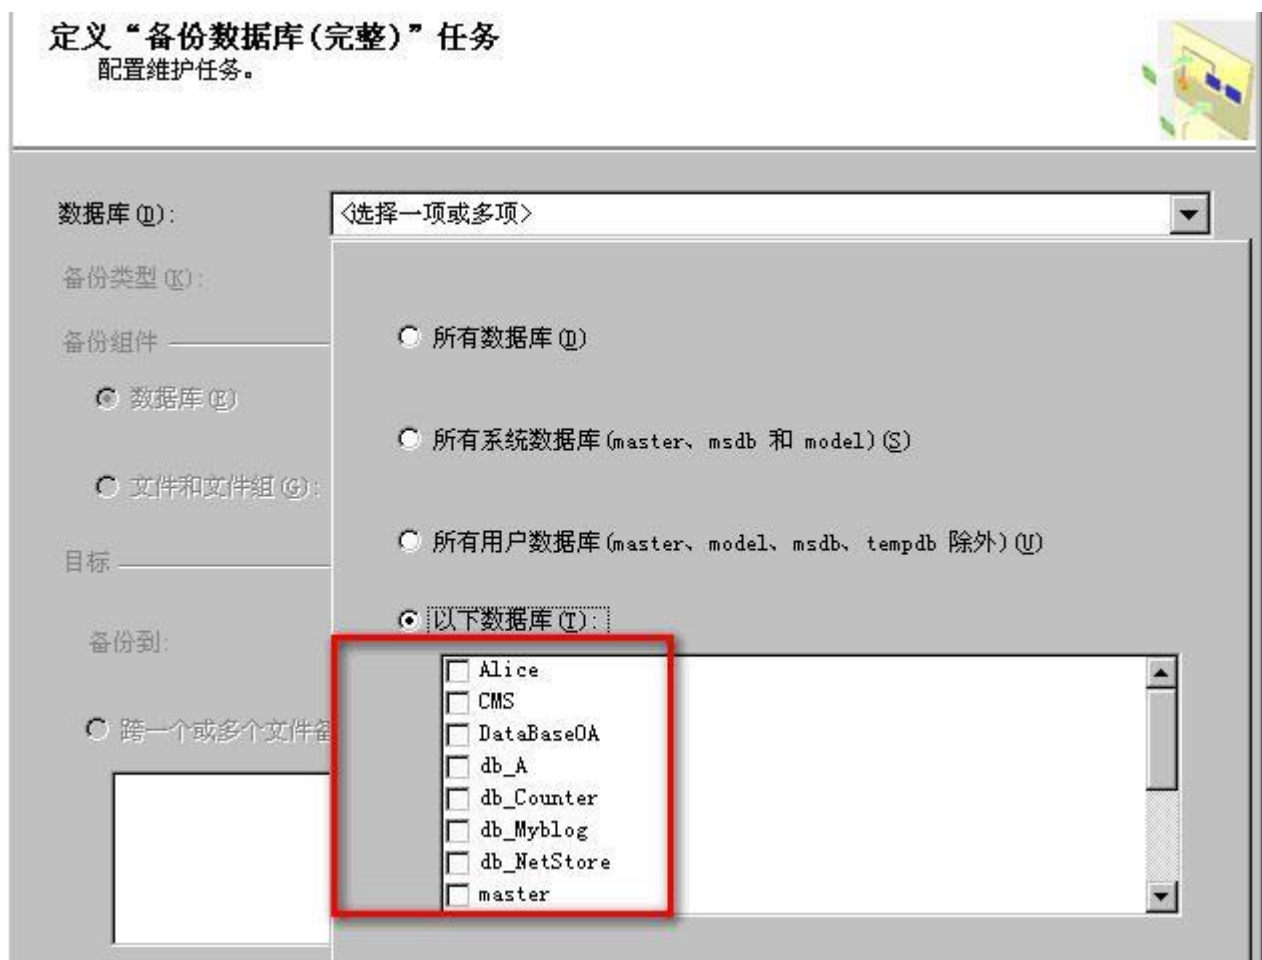 定义“备份数据库(完整)”任务
配置维护任务。
数据库(D):
<选择一项或多项>
备份类型(K):
备份组件
所有数据库(D)
数据库(E)
所有系统数据库(master、msdb 和 model)(S)
文件和文件组(G):
所有用户数据库(master、model、msdb、tempdb 除外)(U)
目标
以下数据库(T):
备份到:
Alice
CMS
跨一个或多个文件备
DataBaseOA
db_A
db_Counter
db_Myblog
db_NetStore
master